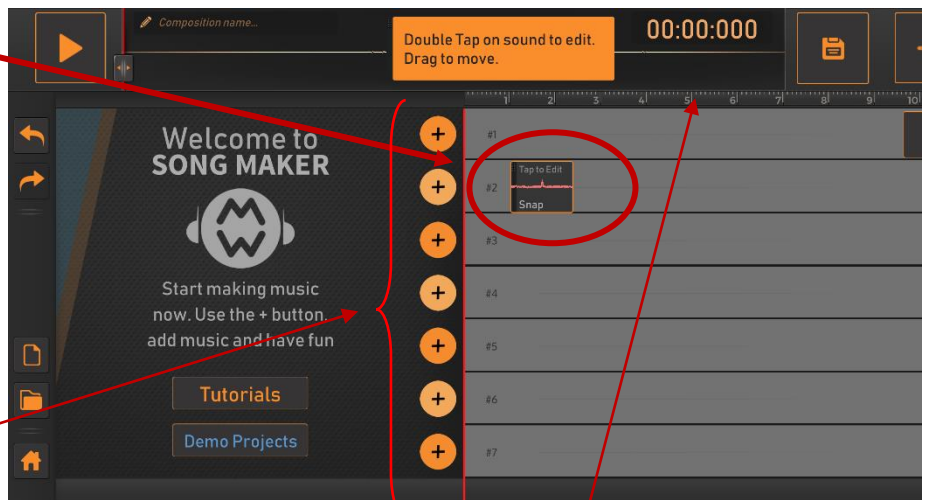 Composition name...
Double Tap on sound to edit.
Drag to move.
00:00:000
1 2 3 4 5 6 7 8 9 10
Welcome to
SONG MAKER
Start making music
now. Use the + button.
add music and have fun
Tutorials
Demo Projects
+
+
+
+
+
+
+
#1
Tap to Edit
#2
Snap
#3
#4
#5
#6
#7